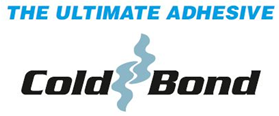 THE ULTIMATE ADHESIVE
Cold Bond